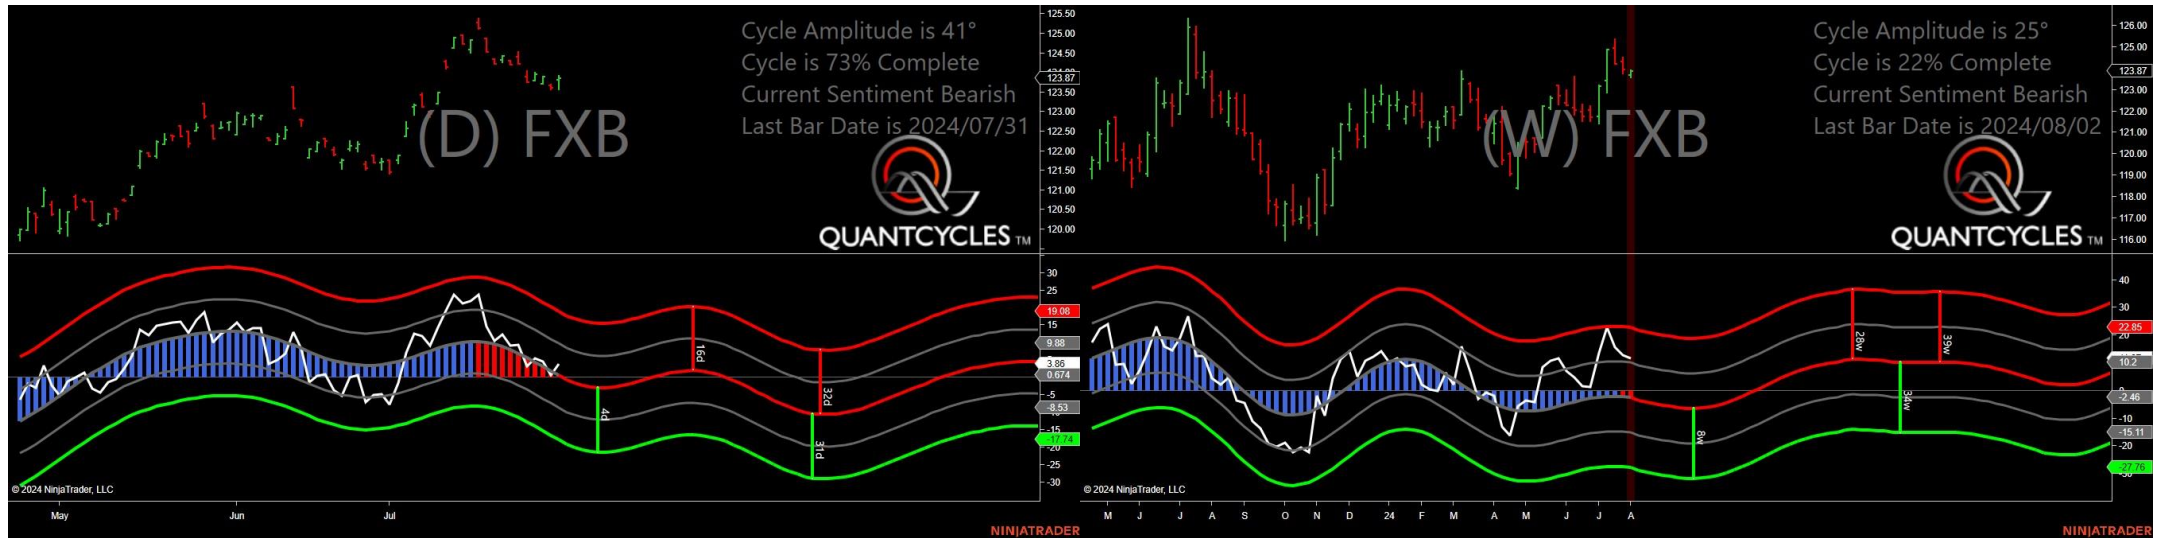 Cycle Amplitude is 41°
Cycle is 73% Complete
Current Sentiment Bearish
Last Bar Date is 2024/07/31
(D) FXB
QUANTCYCLES TM
125.50
125.00
124.50
123.87
123.50
123.00
122.50
122.00
121.50
121.00
120.50
120.00
30
25
19.08
15
9.88
3.86
0.674
-5
-8.53
-15
-17.74
-20
-25
-30
4d
16d
31d
32d
© 2024 NinjaTrader, LLC
May
Jun
Jul
NINJATRADER
Cycle Amplitude is 25°
Cycle is 22% Complete
Current Sentiment Bearish
Last Bar Date is 2024/08/02
(W) FXB
QUANTCYCLES TM
126.00
125.00
123.87
123.00
122.00
121.00
120.00
119.00
118.00
117.00
116.00
40
30
22.85
20
10.2
-2.46
-10
-15.11
-20
-27.76
8w
28w
34w
39w
© 2024 NinjaTrader, LLC
M J J A S O N D 24 F M A M J J A
NINJATRADER